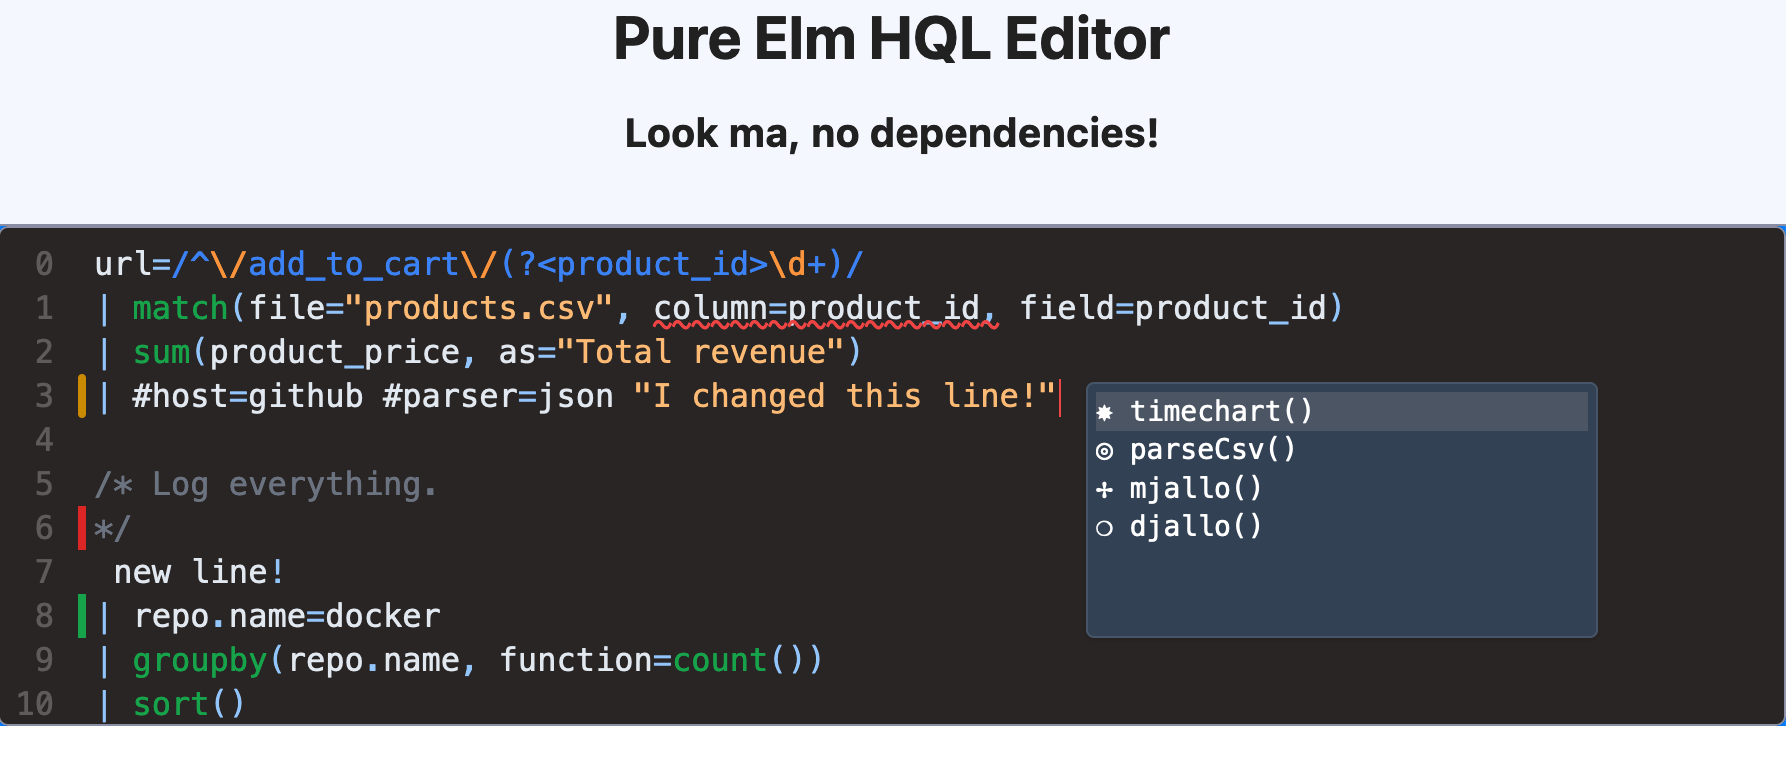 Pure Elm HQL Editor
Look ma, no dependencies!
0 url=/^\/add_to_cart\/(?<product_id>\d+)/
1 | match(file="products.csv", column=product_id, field=product_id)
2 | sum(product_price, as="Total revenue")
3 | #host=github #parser=json "I changed this line!"
4
5 /* Log everything.
6 */
7  new line!
8 | repo.name=docker
9 | groupby(repo.name, function=count())
10 | sort()
timechart()
parseCsv()
mjallo()
djallo()